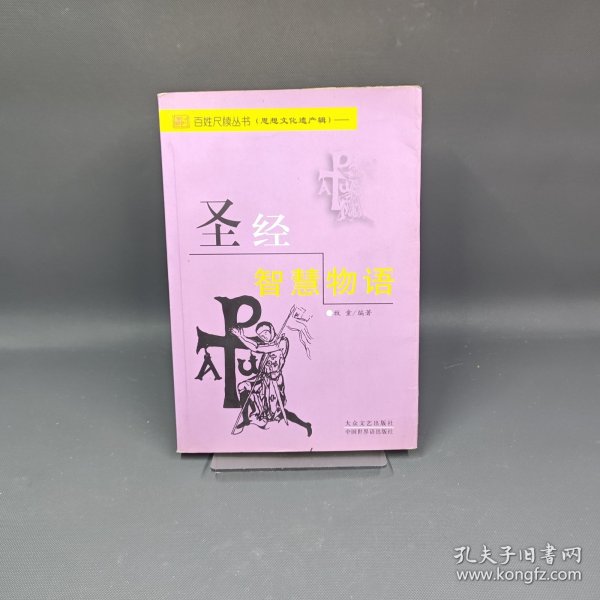 百姓尺牍丛书(思想文化遗产辑)——
圣经
智慧物语
牧童/编著
P
A
大众文艺出版社
中国世界语出版社
孔夫子旧书网
www.kongfz.com